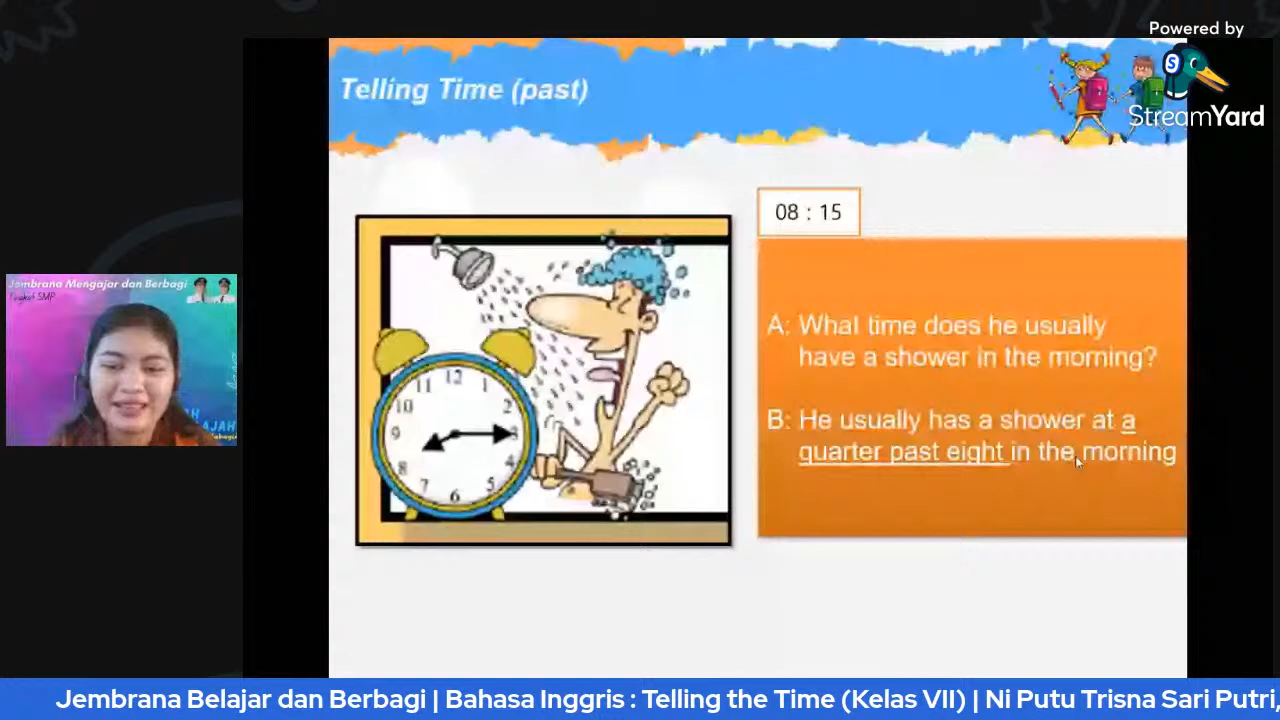 Powered by
StreamYard
Telling Time (past)
08 : 15
A: What time does he usually
have a shower in the morning?
B: He usually has a shower at a
quarter past eight in the morning
11 12 1
10 2
9 3
8 4
7 6 5
Jembrana Mengajar dan Berbagi
Tingkat SMP
Jembrana Belajar dan Berbagi | Bahasa Inggris : Telling the Time (Kelas VII) | Ni Putu Trisna Sari Putri,